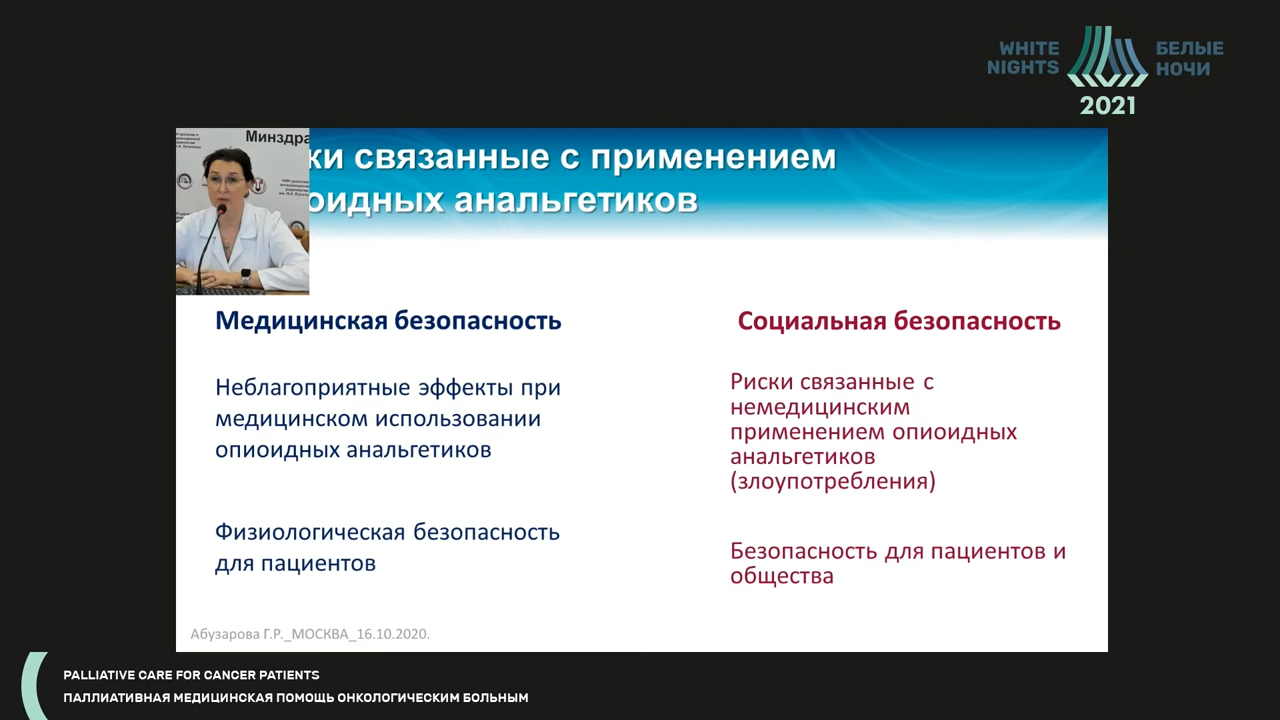 WHITE
NIGHTS
БЕЛЫЕ
НОЧИ
2021
Минздра
ки связанные с применением
оидных анальгетиков
Медицинская безопасность
Неблагоприятные эффекты при
медицинском использовании
опиоидных анальгетиков
Физиологическая безопасность
для пациентов
Социальная безопасность
Риски связанные с
немедицинским
применением опиоидных
анальгетиков
(злоупотребления)
Безопасность для пациентов и
общества
Абузарова Г.Р._МОСКВА_16.10.2020.
PALLIATIVE CARE FOR CANCER PATIENTS
ПАЛЛИАТИВНАЯ МЕДИЦИНСКАЯ ПОМОЩЬ ОНКОЛОГИЧЕСКИМ БОЛЬНЫМ